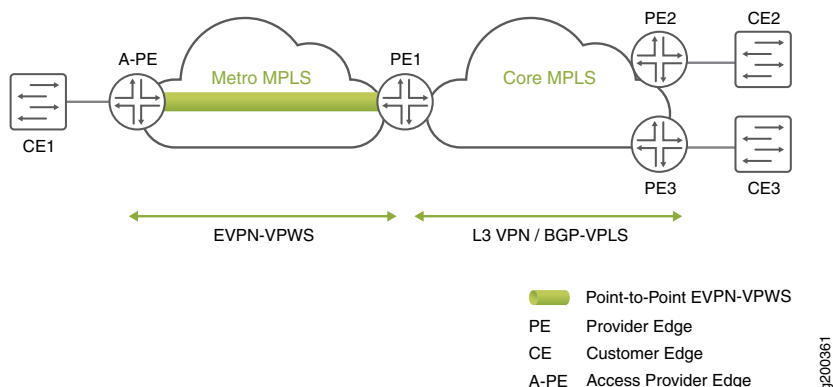 PE2
CE2
A-PE
PE1
Metro MPLS
Core MPLS
CE1
PE3
CE3
EVPN-VPWS
L3 VPN / BGP-VPLS
Point-to-Point EVPN-VPWS
PE Provider Edge
CE Customer Edge
A-PE Access Provider Edge
g200361